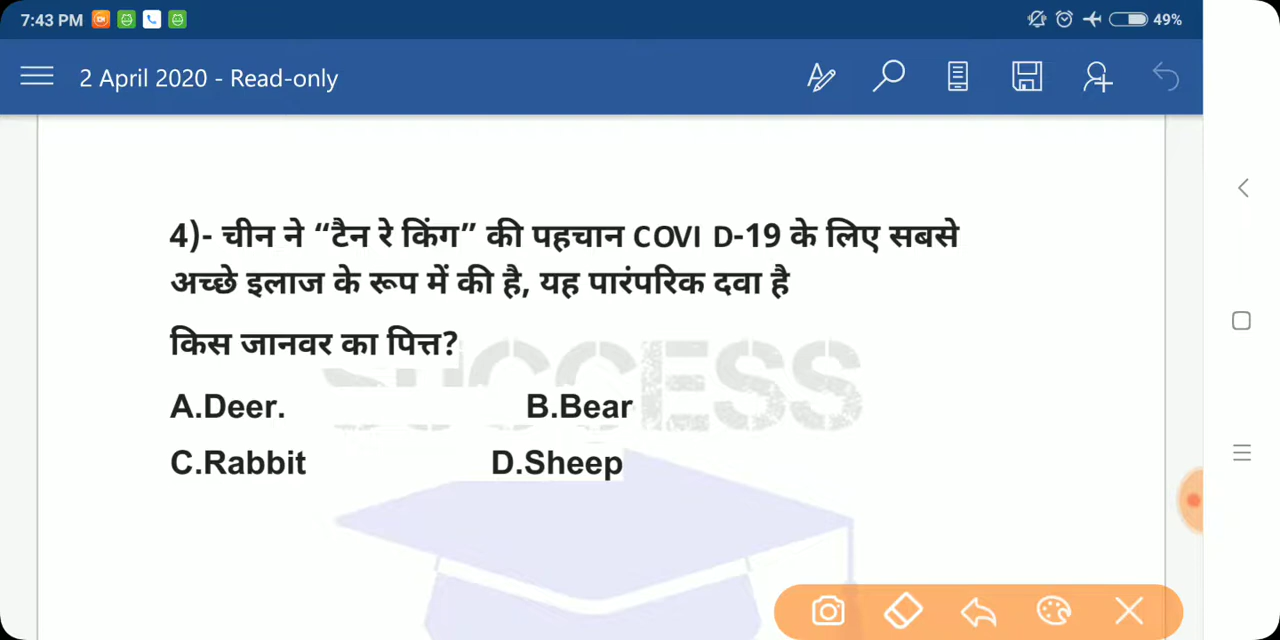 7:43 PM
49%
2 April 2020 - Read-only
4)- चीन ने “टैन रे किंग” की पहचान COVI D-19 के लिए सबसे
अच्छे इलाज के रूप में की है, यह पारंपरिक दवा है
किस जानवर का पित्त?
SUCCESS
A.Deer. B.Bear
C.Rabbit D.Sheep